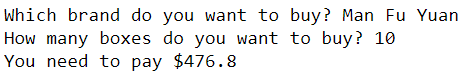 Which brand do you want to buy? Man Fu Yuan
How many boxes do you want to buy? 10
You need to pay $476.8